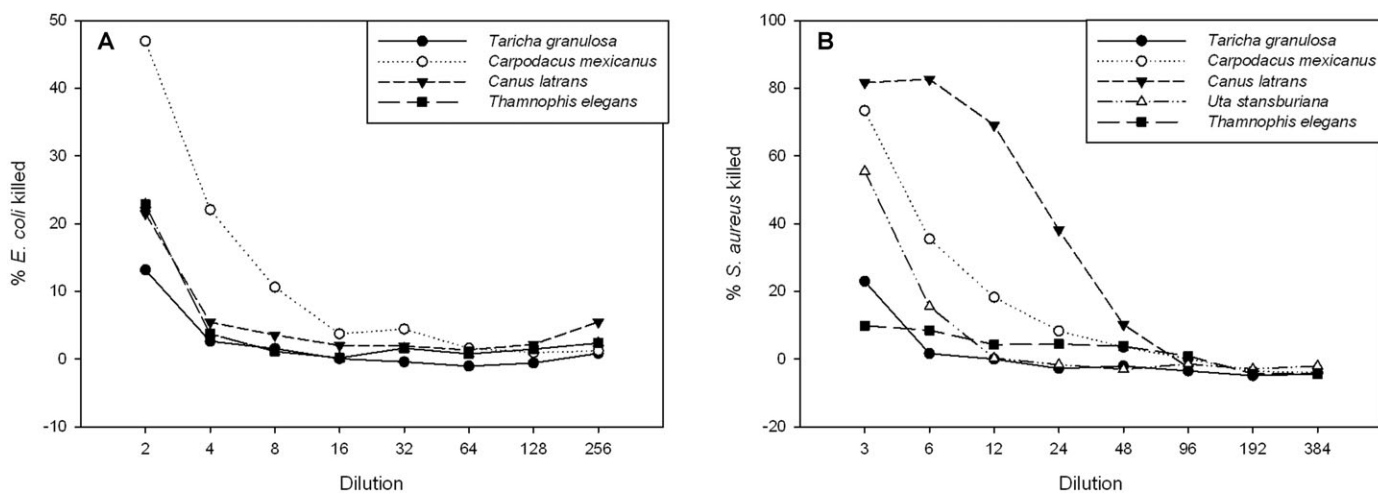 A
Taricha granulosa
Carpodacus mexicanus
Canus latrans
Thamnophis elegans
50
40
30
20
10
0
-10
% E. coli killed
2 4 8 16 32 64 128 256
Dilution
B
Taricha granulosa
Carpodacus mexicanus
Canus latrans
Uta stansburiana
Thamnophis elegans
100
80
60
40
20
0
-20
% S. aureus killed
3 6 12 24 48 96 192 384
Dilution